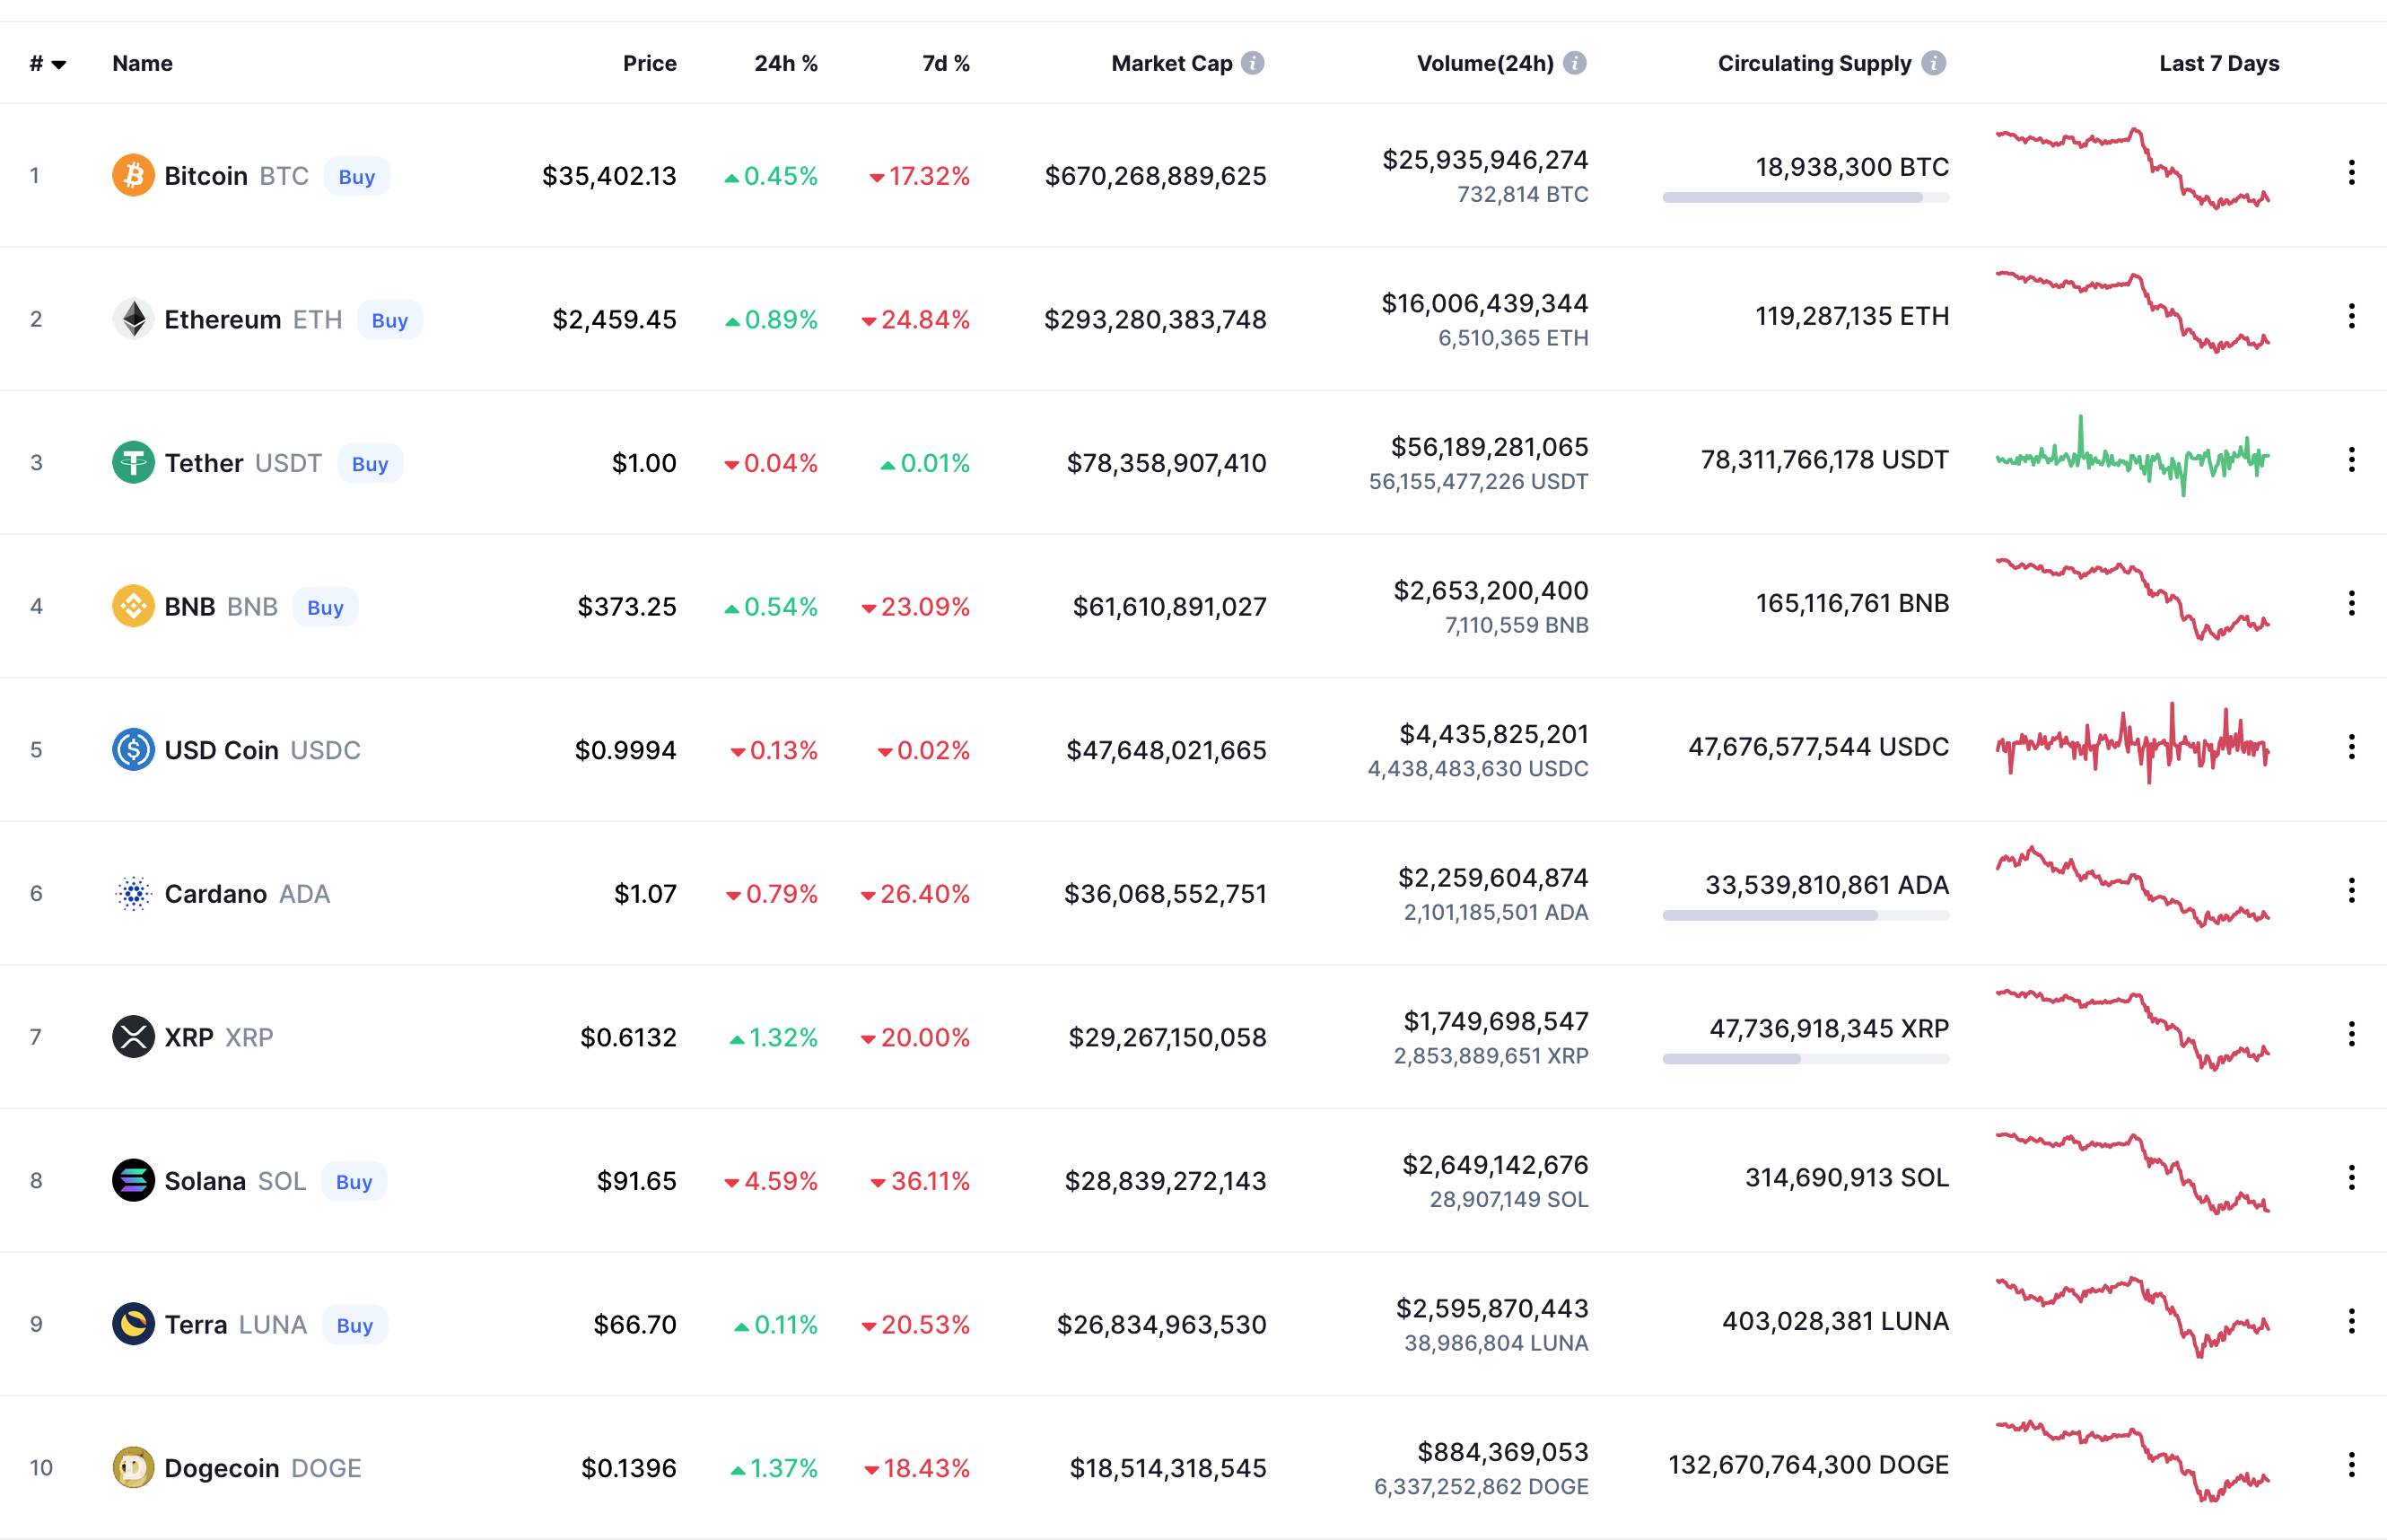 # Name Price 24h % 7d % Market Cap Volume(24h) Circulating Supply Last 7 Days
1 Bitcoin BTC Buy $35,402.13 0.45% 17.32% $670,268,889,625 $25,935,946,274 18,938,300 BTC
732,814 BTC
2 Ethereum ETH Buy $2,459.45 0.89% 24.84% $293,280,383,748 $16,006,439,344 119,287,135 ETH
6,510,365 ETH
3 Tether USDT Buy $1.00 0.04% 0.01% $78,358,907,410 $56,189,281,065 78,311,766,178 USDT
56,155,477,226 USDT
4 BNB BNB Buy $373.25 0.54% 23.09% $61,610,891,027 $2,653,200,400 165,116,761 BNB
7,110,559 BNB
5 USD Coin USDC $0.9994 0.13% 0.02% $47,648,021,665 $4,435,825,201 47,676,577,544 USDC
4,438,483,630 USDC
6 Cardano ADA $1.07 0.79% 26.40% $36,068,552,751 $2,259,604,874 33,539,810,861 ADA
2,101,185,501 ADA
7 XRP XRP $0.6132 1.32% 20.00% $29,267,150,058 $1,749,698,547 47,736,918,345 XRP
2,853,889,651 XRP
8 Solana SOL Buy $91.65 4.59% 36.11% $28,839,272,143 $2,649,142,676 314,690,913 SOL
28,907,149 SOL
9 Terra LUNA Buy $66.70 0.11% 20.53% $26,834,963,530 $2,595,870,443 403,028,381 LUNA
38,986,804 LUNA
10 Dogecoin DOGE $0.1396 1.37% 18.43% $18,514,318,545 $884,369,053 132,670,764,300 DOGE
6,337,252,862 DOGE